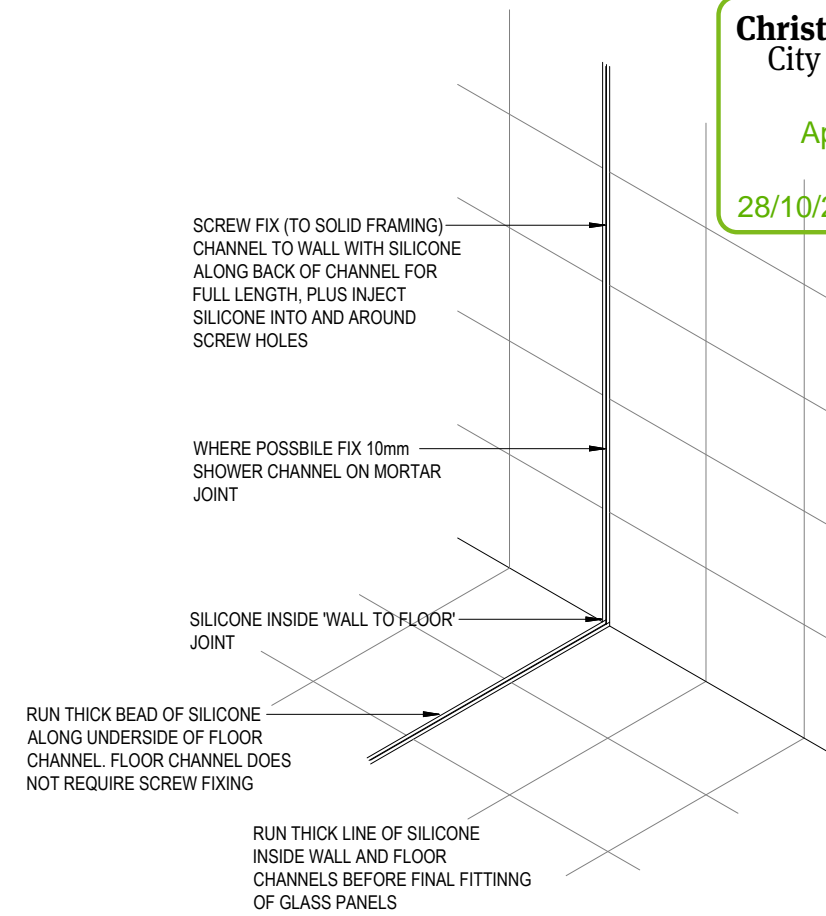 Christ
City
Ap
28/10/2
SCREW FIX (TO SOLID FRAMING)
CHANNEL TO WALL WITH SILICONE
ALONG BACK OF CHANNEL FOR
FULL LENGTH, PLUS INJECT
SILICONE INTO AND AROUND
SCREW HOLES
WHERE POSSBILE FIX 10mm
SHOWER CHANNEL ON MORTAR
JOINT
SILICONE INSIDE 'WALL TO FLOOR'
JOINT
RUN THICK BEAD OF SILICONE
ALONG UNDERSIDE OF FLOOR
CHANNEL. FLOOR CHANNEL DOES
NOT REQUIRE SCREW FIXING
RUN THICK LINE OF SILICONE
INSIDE WALL AND FLOOR
CHANNELS BEFORE FINAL FITTINNG
OF GLASS PANELS